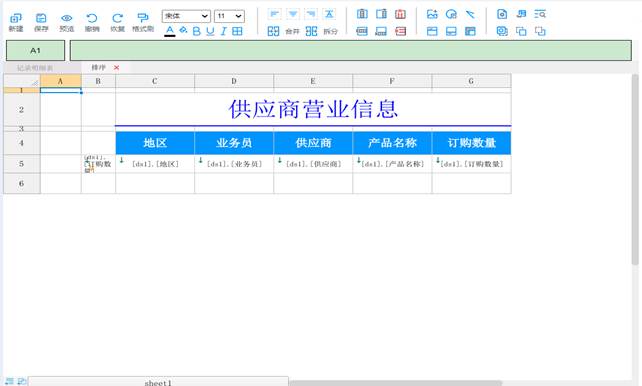 新建 保存 预览 撤销 恢复 格式刷 宋体 11 B U I A 合并 拆分
A1
记录明细表 排序
A B C D E F G
1
2 供应商营业信息
3
4 地区 业务员 供应商 产品名称 订购数量
5 [ds1].[订购数量] [ds1].[地区] [ds1].[业务员] [ds1].[供应商] [ds1].[产品名称] [ds1].[订购数量]
6
sheet1